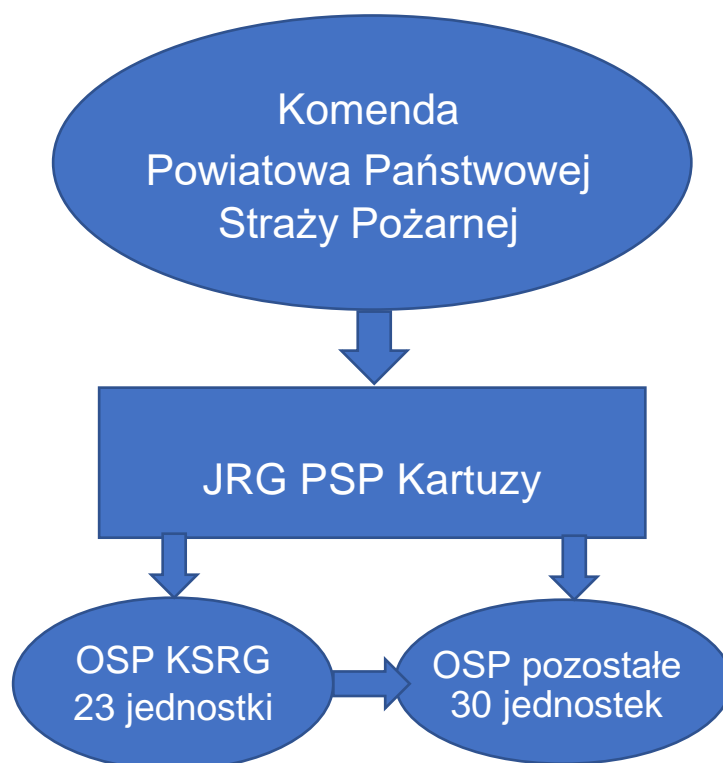 Komenda
Powiatowa Państwowej
Straży Pożarnej
JRG PSP Kartuzy
OSP KSRG
23 jednostki
OSP pozostałe
30 jednostek